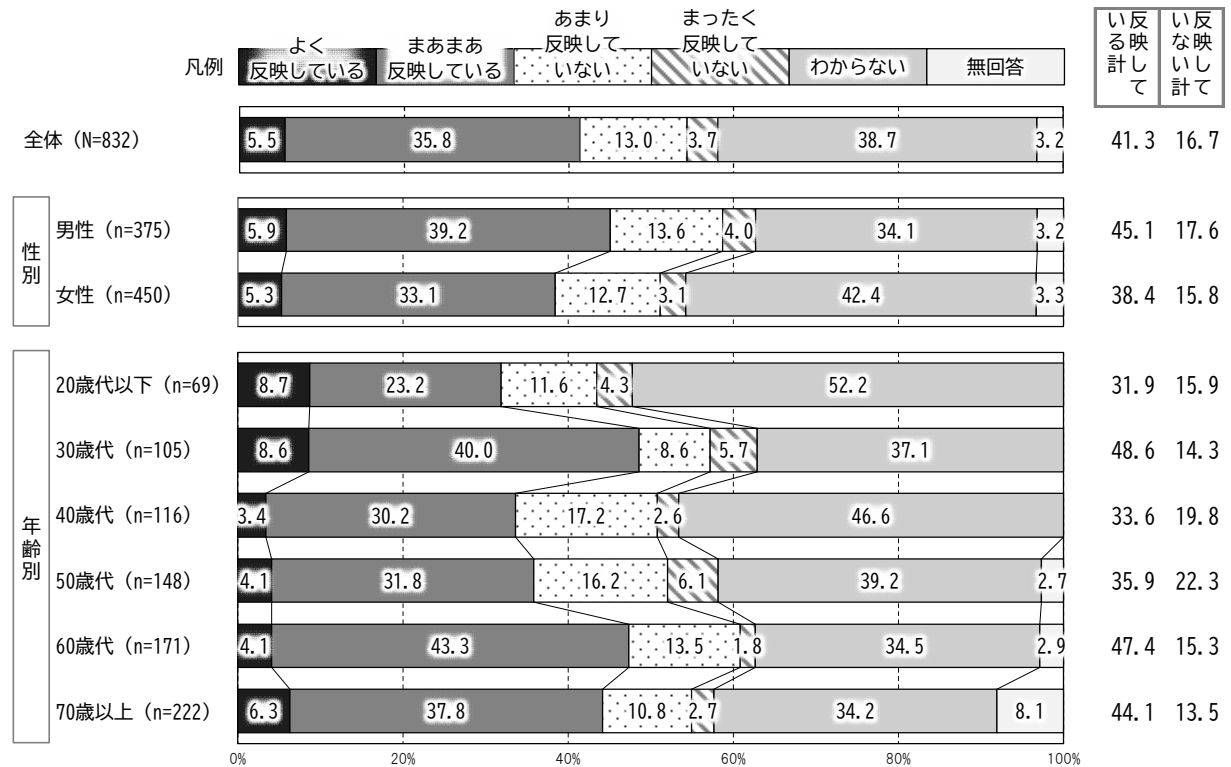 凡例
よく
反映している
まあまあ
反映している
あまり
反映して
いない
まったく
反映して
いない
わからない
無回答
反映して
いる計
反映して
いない計
全体（N=832）
5.5 35.8 13.0 3.7 38.7 3.2 41.3 16.7
性別
男性（n=375）
5.9 39.2 13.6 4.0 34.1 3.2 45.1 17.6
女性（n=450）
5.3 33.1 12.7 3.1 42.4 3.3 38.4 15.8
年齢別
20歳代以下（n=69）
8.7 23.2 11.6 4.3 52.2 31.9 15.9
30歳代（n=105）
8.6 40.0 8.6 5.7 37.1 48.6 14.3
40歳代（n=116）
3.4 30.2 17.2 2.6 46.6 33.6 19.8
50歳代（n=148）
4.1 31.8 16.2 6.1 39.2 2.7 35.9 22.3
60歳代（n=171）
4.1 43.3 13.5 1.8 34.5 2.9 47.4 15.3
70歳以上（n=222）
6.3 37.8 10.8 2.7 34.2 8.1 44.1 13.5
0% 20% 40% 60% 80% 100%